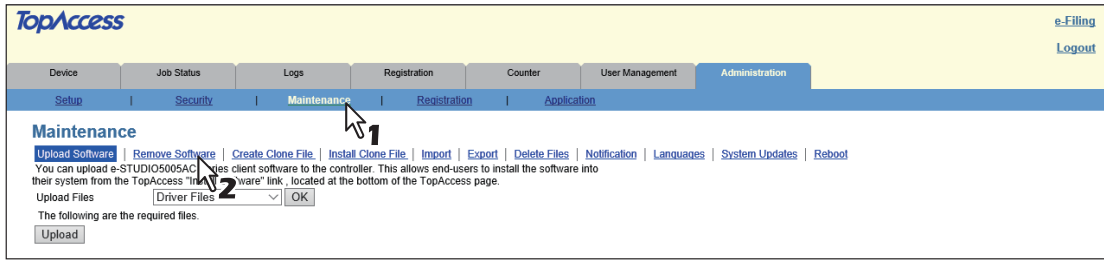 TopAccess
e-Filing
Logout
Device Job Status Logs Registration Counter User Management Administration
Setup | Security | Maintenance | Registration | Application
1
Maintenance
Upload Software | Remove Software | Create Clone File | Install Clone File | Import | Export | Delete Files | Notification | Languages | System Updates | Reboot
You can upload e-STUDIO5005AC client software to the controller. This allows end-users to install the software into
their system from the TopAccess link , located at the bottom of the TopAccess page.
2
Upload Files Driver Files OK
The following are the required files.
Upload